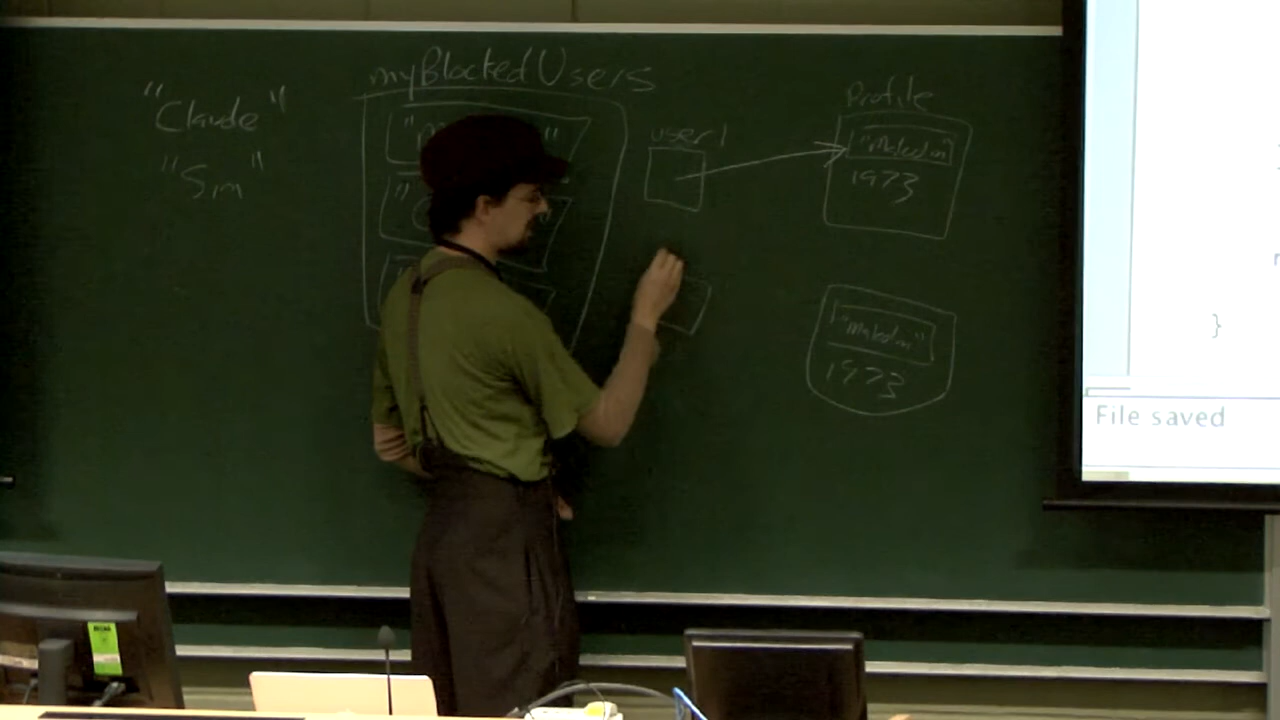 "Claude"
"Sim"
myBlockedUsers
user1
Profile
"Malcolm"
1973
"Malcolm"
1973
}
File saved